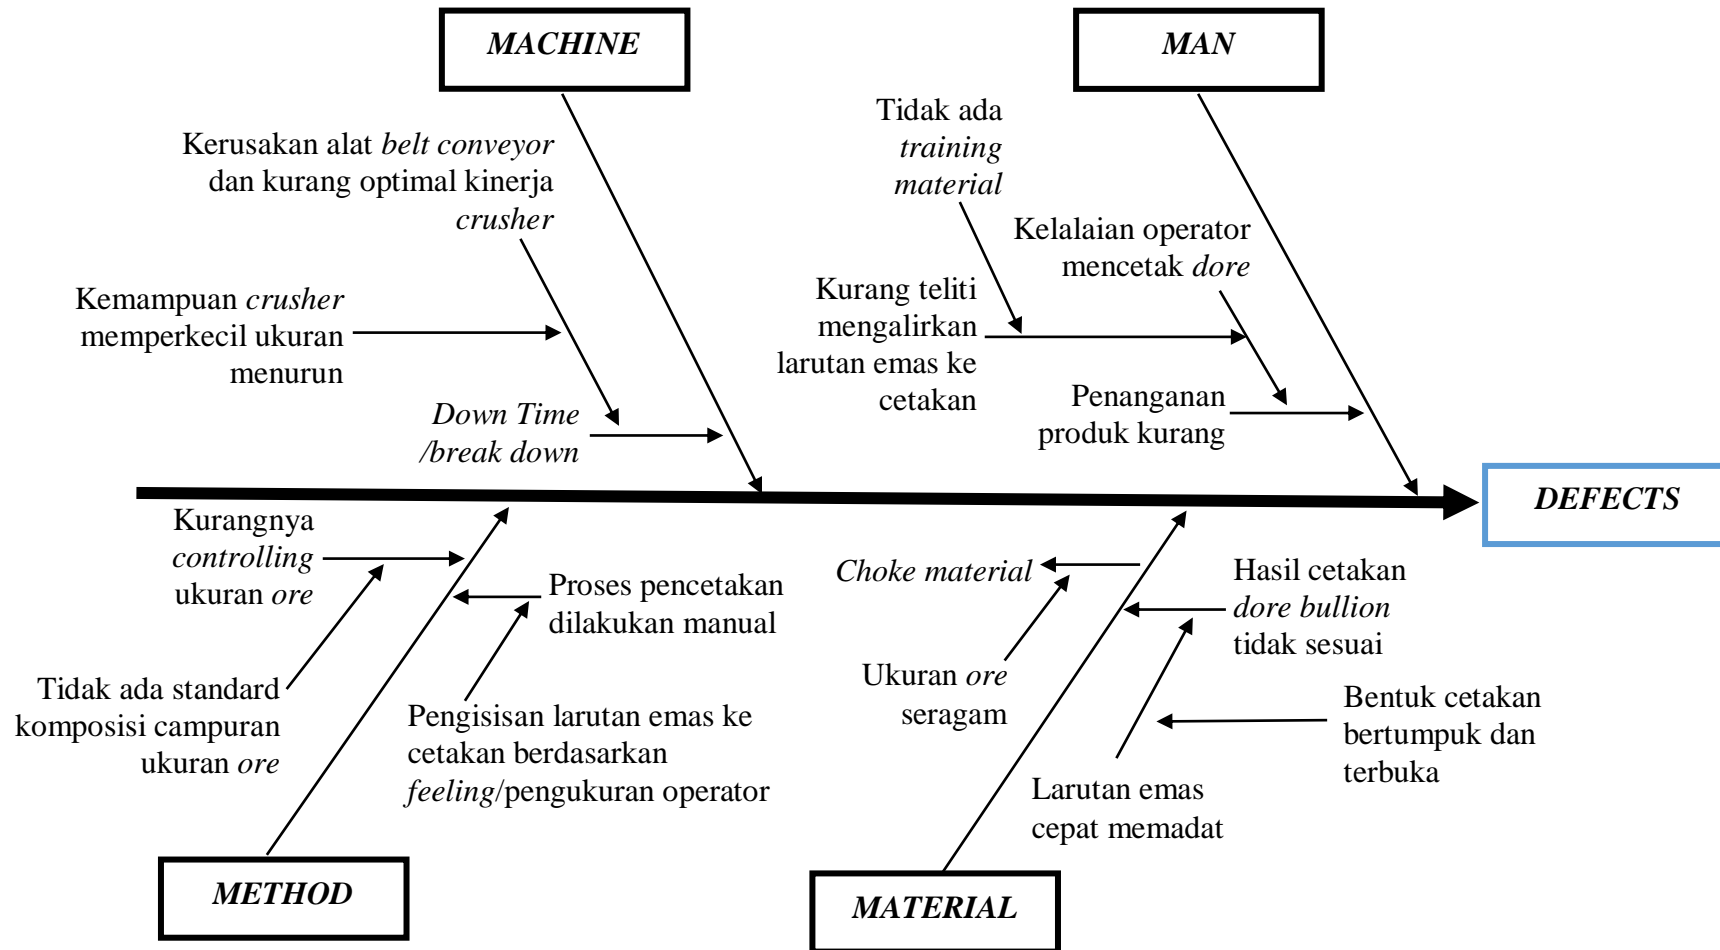 MACHINE
MAN
Kerusakan alat belt conveyor
dan kurang optimal kinerja
crusher
Kemampuan crusher
memperkecil ukuran
menurun
Down Time
/break down
Tidak ada
training
material
Kelalaian operator
mencetak dore
Kurang teliti
mengalirkan
larutan emas ke
cetakan
Penanganan
produk kurang
DEFECTS
Kurangnya
controlling
ukuran ore
Proses pencetakan
dilakukan manual
Tidak ada standard
komposisi campuran
ukuran ore
Pengisisan larutan emas ke
cetakan berdasarkan
feeling/pengukuran operator
Choke material
Hasil cetakan
dore bullion
tidak sesuai
Ukuran ore
seragam
Bentuk cetakan
bertumpuk dan
terbuka
Larutan emas
cepat memadat
METHOD
MATERIAL